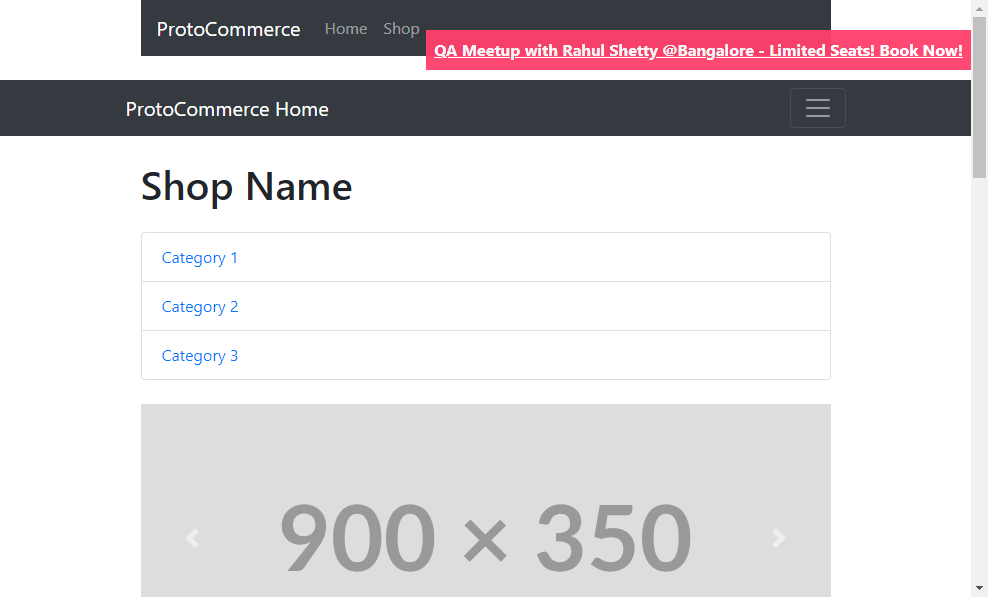 ProtoCommerce Home Shop
QA Meetup with Rahul Shetty @Bangalore - Limited Seats! Book Now!
ProtoCommerce Home
Shop Name
Category 1
Category 2
Category 3
900 × 350